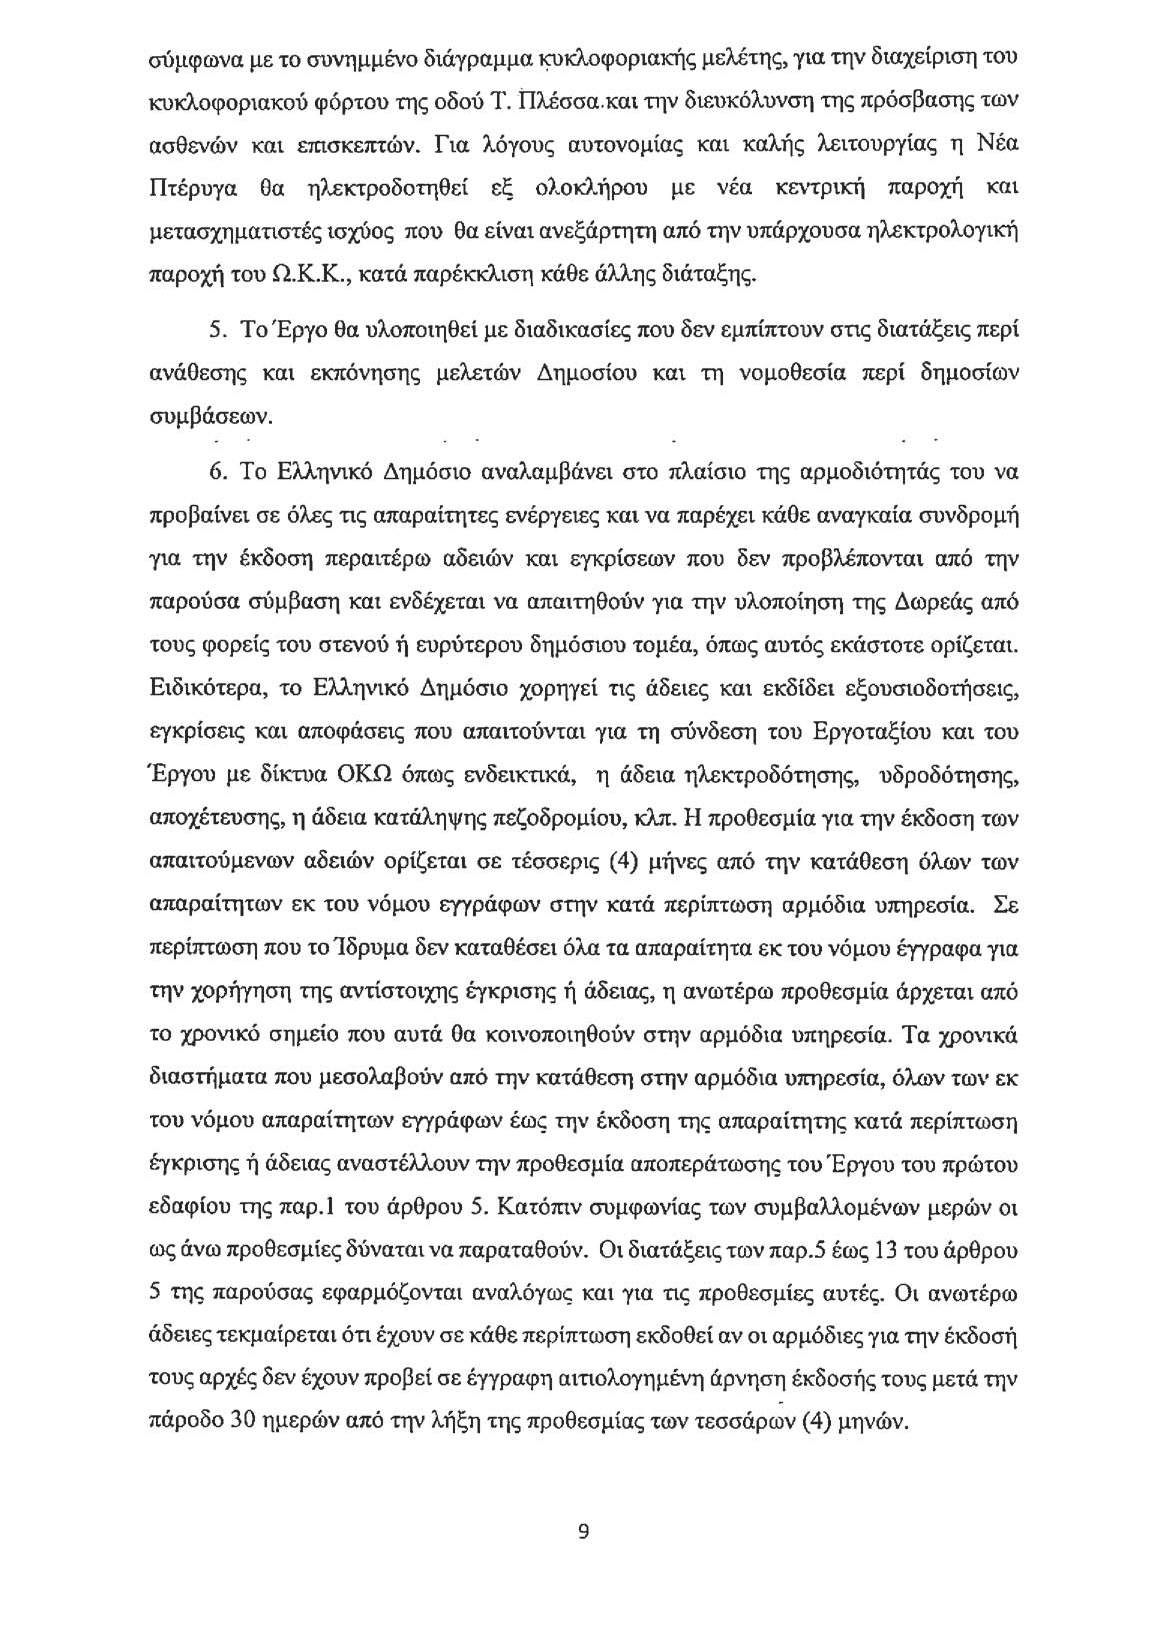 σύμφωνα με το συνημμένο διάγραμμα κυκλοφοριακής μελέτης, για την διαχείριση του
κυκλοφοριακού φόρτου της οδού Τ. Πλέσσα.και την διευκόλυνση της πρόσβασης των
ασθενών και επισκεπτών. Για λόγους αυτονομίας και καλής λειτουργίας η Νέα
Πτέρυγα θα ηλεκτροδοτηθεί εξ ολοκλήρου με νέα κεντρική παροχή και
μετασχηματιστές ισχύος που θα είναι ανεξάρτητη από την υπάρχουσα ηλεκτρολογική
παροχή του Ω.Κ.Κ., κατά παρέκκλιση κάθε άλλης διάταξης.
5. Το Έργο θα υλοποιηθεί με διαδικασίες που δεν εμπίπτουν στις διατάξεις περί
ανάθεσης και εκπόνησης μελετών Δημοσίου και τη νομοθεσία περί δημοσίων
συμβάσεων.
6. Το Ελληνικό Δημόσιο αναλαμβάνει στο πλαίσιο της αρμοδιότητάς του να
προβαίνει σε όλες τις απαραίτητες ενέργειες και να παρέχει κάθε αναγκαία συνδρομή
για την έκδοση περαιτέρω αδειών και εγκρίσεων που δεν προβλέπονται από την
παρούσα σύμβαση και ενδέχεται να απαιτηθούν για την υλοποίηση της Δωρεάς από
τους φορείς του στενού ή ευρύτερου δημόσιου τομέα, όπως αυτός εκάστοτε ορίζεται.
Ειδικότερα, το Ελληνικό Δημόσιο χορηγεί τις άδειες και εκδίδει εξουσιοδοτήσεις,
εγκρίσεις και αποφάσεις που απαιτούνται για τη σύνδεση του Εργοταξίου και του
Έργου με δίκτυα ΟΚΩ όπως ενδεικτικά, η άδεια ηλεκτροδότησης, υδροδότησης,
αποχέτευσης, η άδεια κατάληψης πεζοδρομίου, κλπ. Η προθεσμία για την έκδοση των
απαιτούμενων αδειών ορίζεται σε τέσσερις (4) μήνες από την κατάθεση όλων των
απαραίτητων εκ του νόμου εγγράφων στην κατά περίπτωση αρμόδια υπηρεσία. Σε
περίπτωση που το Ίδρυμα δεν καταθέσει όλα τα απαραίτητα εκ του νόμου έγγραφα για
την χορήγηση της αντίστοιχης έγκρισης ή άδειας, η ανωτέρω προθεσμία άρχεται από
το χρονικό σημείο που αυτά θα κοινοποιηθούν στην αρμόδια υπηρεσία. Τα χρονικά
διαστήματα που μεσολαβούν από την κατάθεση στην αρμόδια υπηρεσία, όλων των εκ
του νόμου απαραίτητων εγγράφων έως την έκδοση της απαραίτητης κατά περίπτωση
έγκρισης ή άδειας αναστέλλουν την προθεσμία αποπεράτωσης του Έργου του πρώτου
εδαφίου της παρ.1 του άρθρου 5. Κατόπιν συμφωνίας των συμβαλλομένων μερών οι
ως άνω προθεσμίες δύναται να παραταθούν. Οι διατάξεις των παρ.5 έως 13 του άρθρου
5 της παρούσας εφαρμόζονται αναλόγως και για τις προθεσμίες αυτές. Οι ανωτέρω
άδειες τεκμαίρεται ότι έχουν σε κάθε περίπτωση εκδοθεί αν οι αρμόδιες για την έκδοσή
τους αρχές δεν έχουν προβεί σε έγγραφη αιτιολογημένη άρνηση έκδοσής τους μετά την
πάροδο 30 ημερών από την λήξη της προθεσμίας των τεσσάρων (4) μηνών.
9